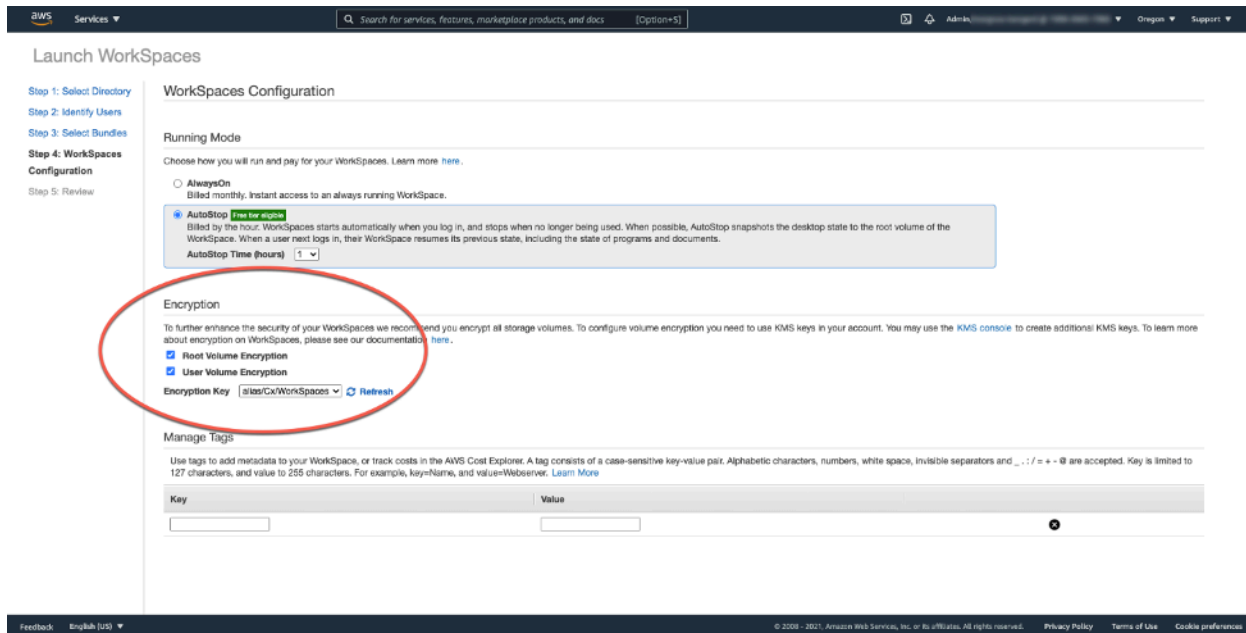 aws Services ▼ Search for services, features, marketplace products, and docs [Option+S] Admin ▼ Oregon ▼ Support ▼
Launch WorkSpaces
Step 1: Select Directory
Step 2: Identify Users
Step 3: Select Bundles
Step 4: WorkSpaces
Configuration
Step 5: Review
WorkSpaces Configuration
Running Mode
Choose how you will run and pay for your WorkSpaces. Learn more here.
AlwaysOn
Billed monthly. Instant access to an always running WorkSpace.
AutoStop Free tier eligible
Billed by the hour. WorkSpaces starts automatically when you log in, and stops when no longer being used. When possible, AutoStop snapshots the desktop state to the root volume of the
WorkSpace. When a user next logs in, their WorkSpace resumes its previous state, including the state of programs and documents.
AutoStop Time (hours) 1
Encryption
To further enhance the security of your WorkSpaces we recommend you encrypt all storage volumes. To configure volume encryption you need to use KMS keys in your account. You may use the KMS console to create additional KMS keys. To learn more
about encryption on WorkSpaces, please see our documentation here.
Root Volume Encryption
User Volume Encryption
Encryption Key alias/Cx/WorkSpaces Refresh
Manage Tags
Use tags to add metadata to your WorkSpace, or track costs in the AWS Cost Explorer. A tag consists of a case-sensitive key-value pair. Alphabetic characters, numbers, white space, invisible separators and _ . : / = + - @ are accepted. Key is limited to
127 characters, and value to 255 characters. For example, key=Name, and value=Webserver. Learn More
Key Value
Feedback English (US) ▼ © 2008 - 2021, Amazon Web Services, Inc. or its affiliates. All rights reserved. Privacy Policy Terms of Use Cookie preferences